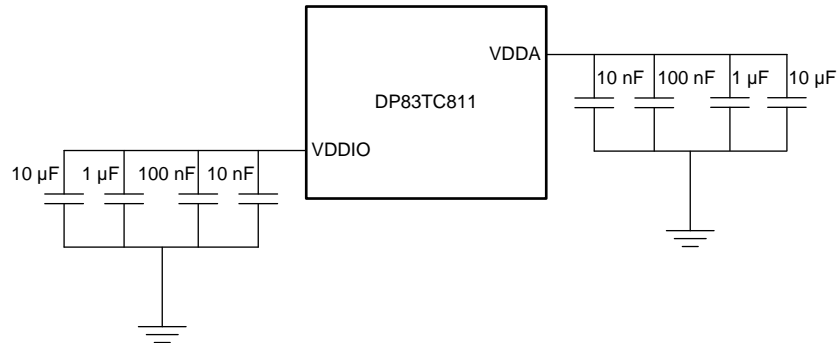 VDDA
10 nF 100 nF 1 µF 10 µF
DP83TC811
VDDIO
10 µF 1 µF 100 nF 10 nF